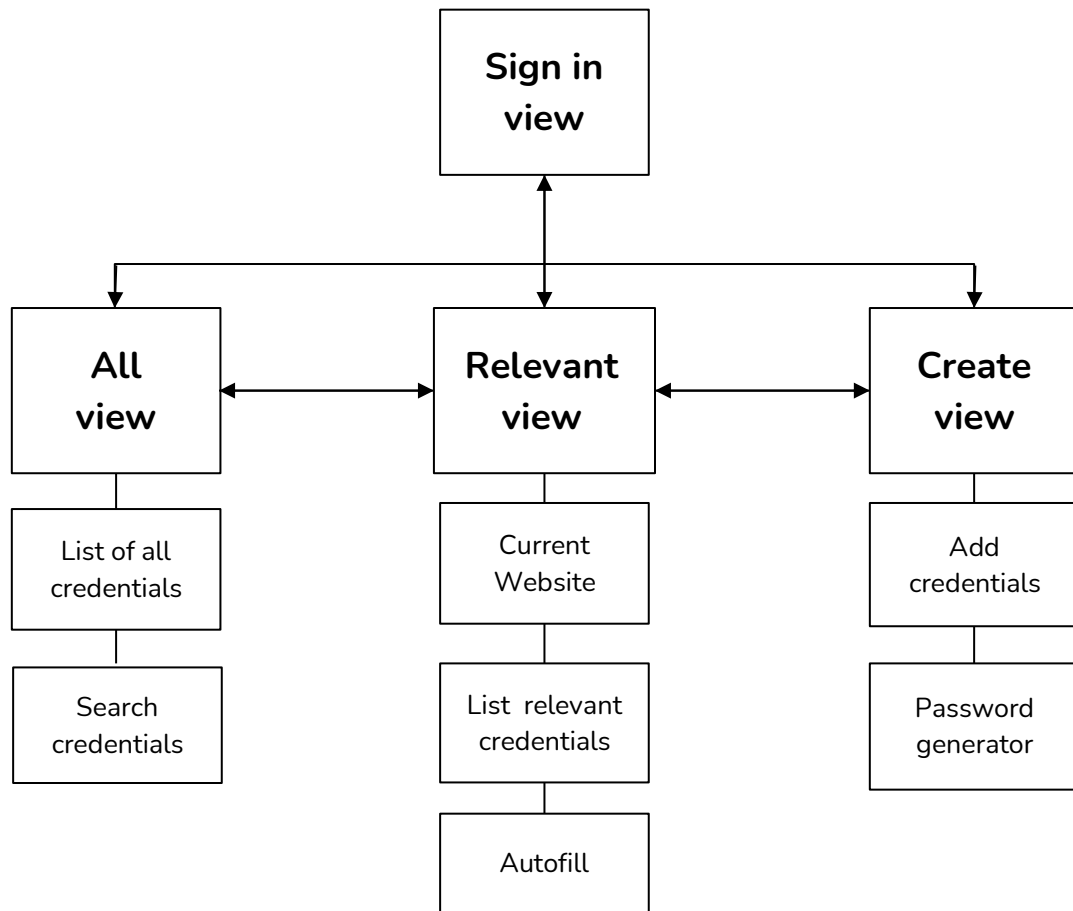 Sign in
view
All
view
Relevant
view
Create
view
List of all
credentials
Current
Website
Add
credentials
Search
credentials
List relevant
credentials
Password
generator
Autofill